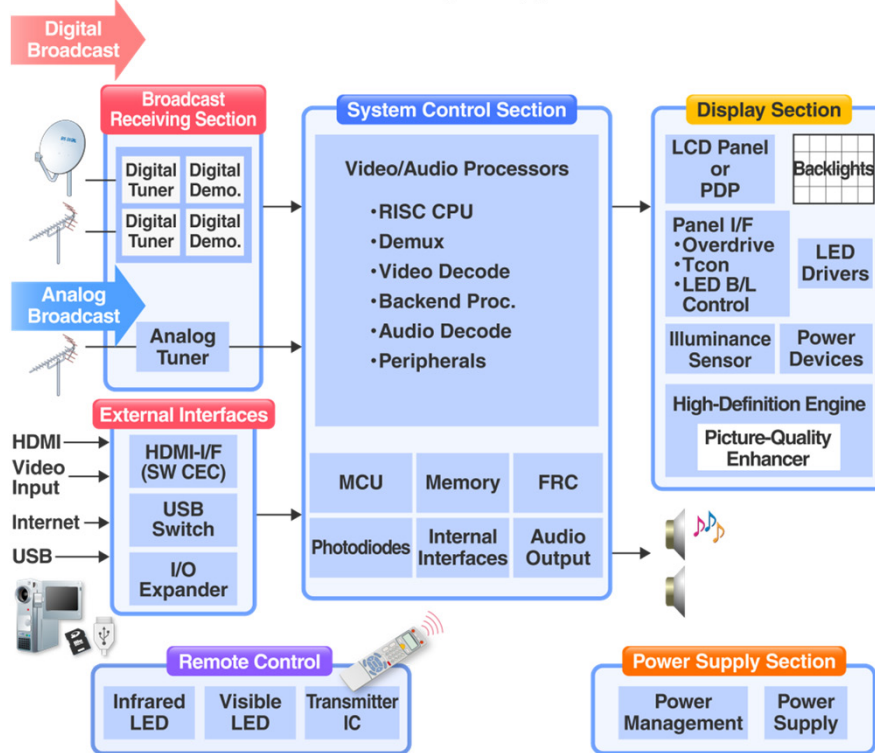 Digital
Broadcast
Broadcast
Receiving Section
Digital
Tuner
Digital
Demo.
Digital
Tuner
Digital
Demo.
Analog
Broadcast
Analog
Tuner
External Interfaces
HDMI
Video
Input
Internet
USB
HDMI-I/F
(SW CEC)
USB
Switch
I/O
Expander
System Control Section
Video/Audio Processors
•RISC CPU
•Demux
•Video Decode
•Backend Proc.
•Audio Decode
•Peripherals
MCU
Memory
FRC
Photodiodes
Internal
Interfaces
Audio
Output
Display Section
LCD Panel
or
PDP
Backlights
Panel I/F
•Overdrive
•Tcon
•LED B/L
Control
LED
Drivers
Illuminance
Sensor
Power
Devices
High-Definition Engine
Picture-Quality
Enhancer
Remote Control
Infrared
LED
Visible
LED
Transmitter
IC
Power Supply Section
Power
Management
Power
Supply